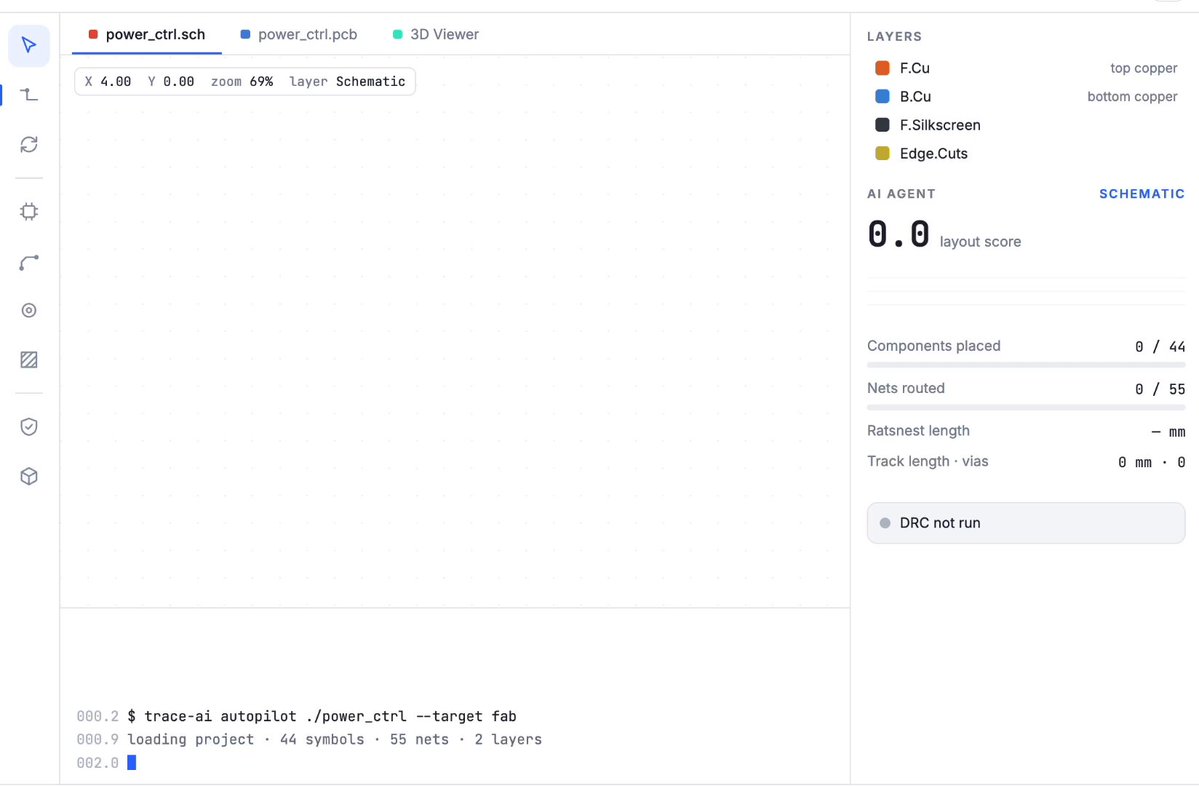 power_ctrl.sch power_ctrl.pcb 3D Viewer
X 4.00 Y 0.00 zoom 69% layer Schematic
000.2 $ trace-ai autopilot ./power_ctrl --target fab
000.9 loading project · 44 symbols · 55 nets · 2 layers
002.0
LAYERS
F.Cu top copper
B.Cu bottom copper
F.Silkscreen
Edge.Cuts
AI AGENT SCHEMATIC
0.0 layout score
Components placed 0 / 44
Nets routed 0 / 55
Ratsnest length — mm
Track length · vias 0 mm · 0
DRC not run